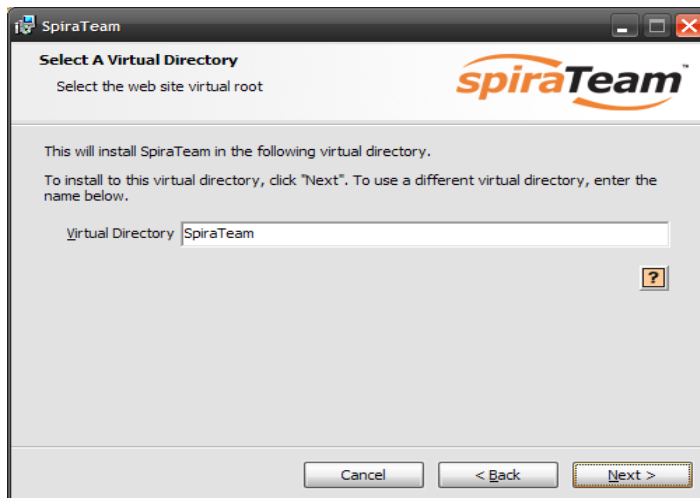 SpiraTeam
Select A Virtual Directory
Select the web site virtual root
spiraTeam™
This will install SpiraTeam in the following virtual directory.
To install to this virtual directory, click "Next". To use a different virtual directory, enter the
name below.
Virtual Directory SpiraTeam
?
Cancel < Back Next >